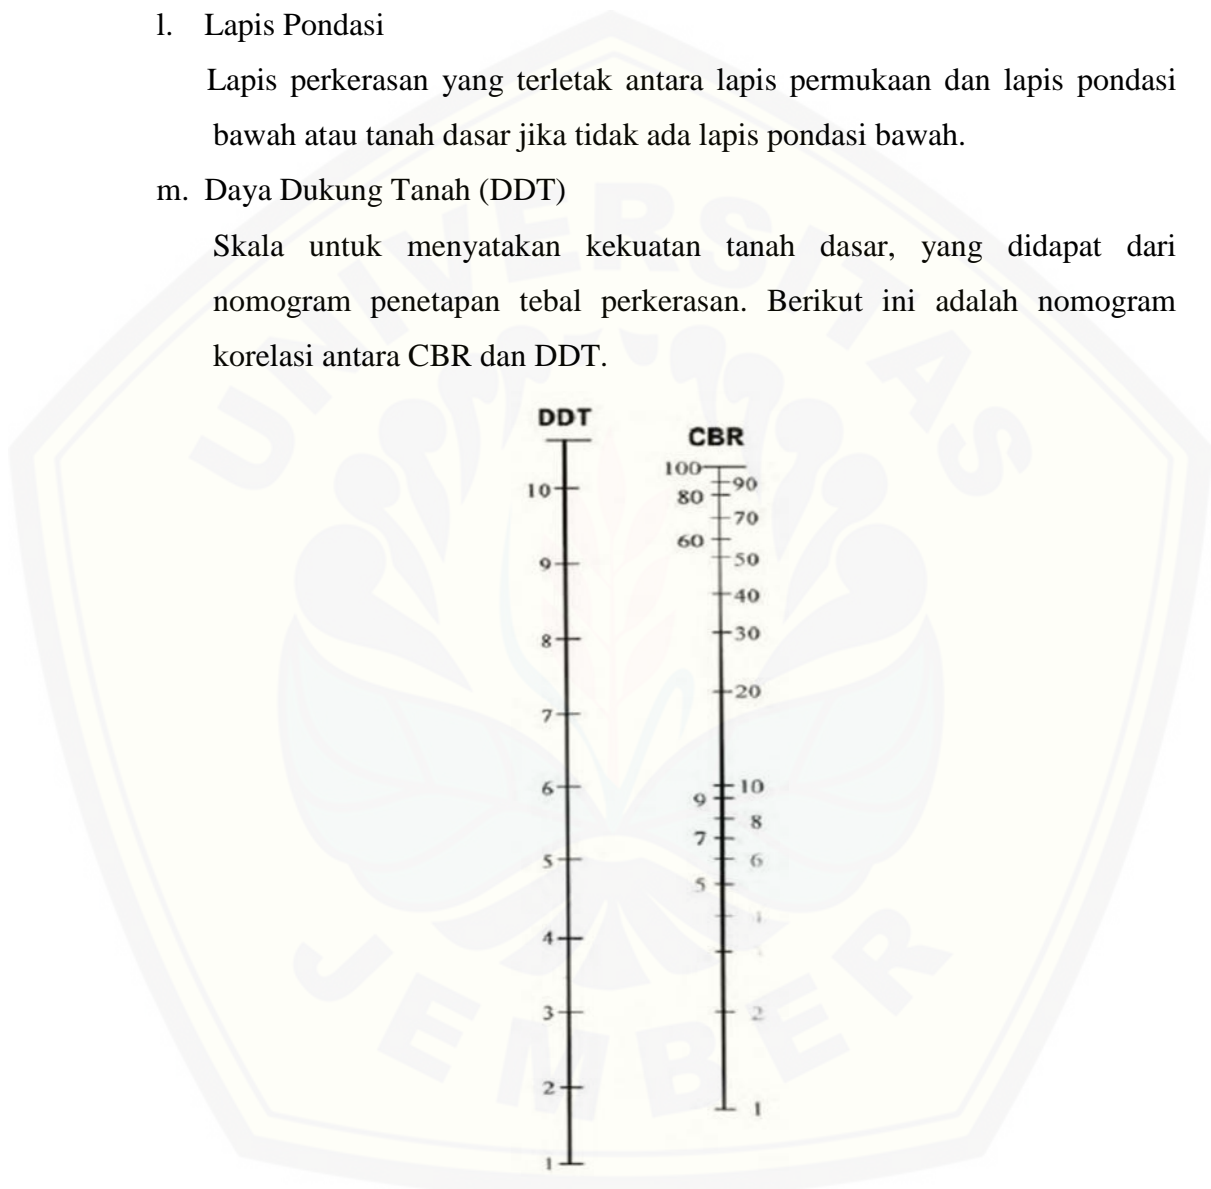 l. Lapis Pondasi
Lapis perkerasan yang terletak antara lapis permukaan dan lapis pondasi
bawah atau tanah dasar jika tidak ada lapis pondasi bawah.
m. Daya Dukung Tanah (DDT)
Skala untuk menyatakan kekuatan tanah dasar, yang didapat dari
nomogram penetapan tebal perkerasan. Berikut ini adalah nomogram
korelasi antara CBR dan DDT.
DDT
10
9
8
7
6
5
4
3
2
1
CBR
100
90
80
70
60
50
40
30
20
10
9
8
7
6
5
2
1
UNIVERSITAS
JEMBER